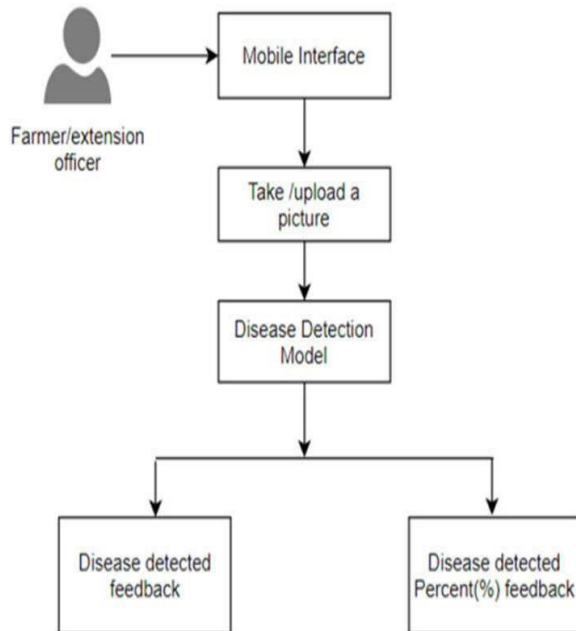 Mobile Interface
Farmer/extension
officer
Take /upload a
picture
Disease Detection
Model
Disease detected
feedback
Disease detected
Percent(%) feedback